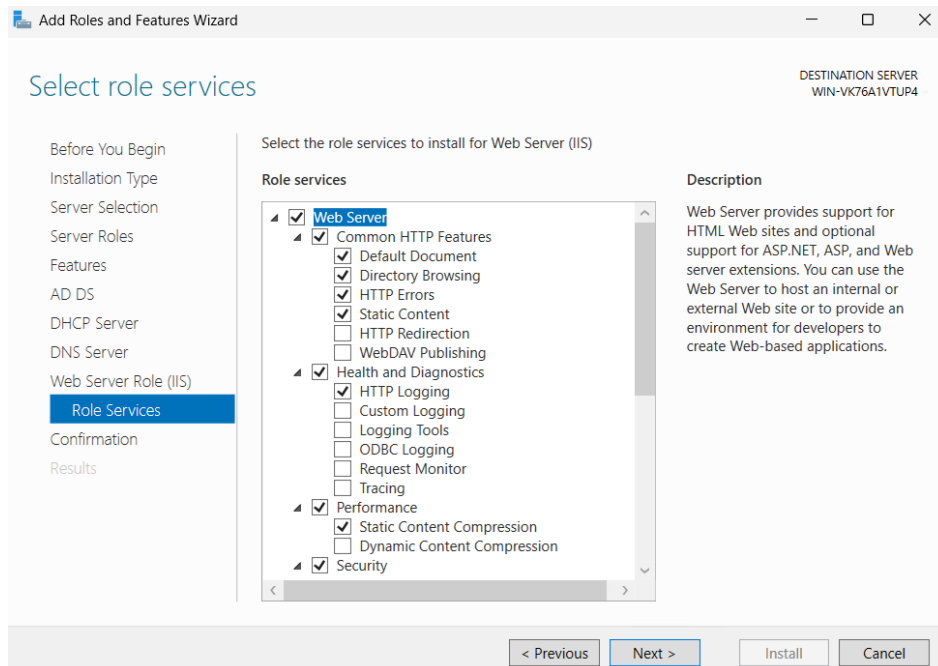 Add Roles and Features Wizard
Select role services
DESTINATION SERVER
WIN-VK76A1VTUP4
Before You Begin
Installation Type
Server Selection
Server Roles
Features
AD DS
DHCP Server
DNS Server
Web Server Role (IIS)
Role Services
Confirmation
Results
Select the role services to install for Web Server (IIS)
Role services
Web Server
Common HTTP Features
Default Document
Directory Browsing
HTTP Errors
Static Content
HTTP Redirection
WebDAV Publishing
Health and Diagnostics
HTTP Logging
Custom Logging
Logging Tools
ODBC Logging
Request Monitor
Tracing
Performance
Static Content Compression
Dynamic Content Compression
Security
Description
Web Server provides support for
HTML Web sites and optional
support for ASP.NET, ASP, and Web
server extensions. You can use the
Web Server to host an internal or
external Web site or to provide an
environment for developers to
create Web-based applications.
< Previous
Next >
Install
Cancel